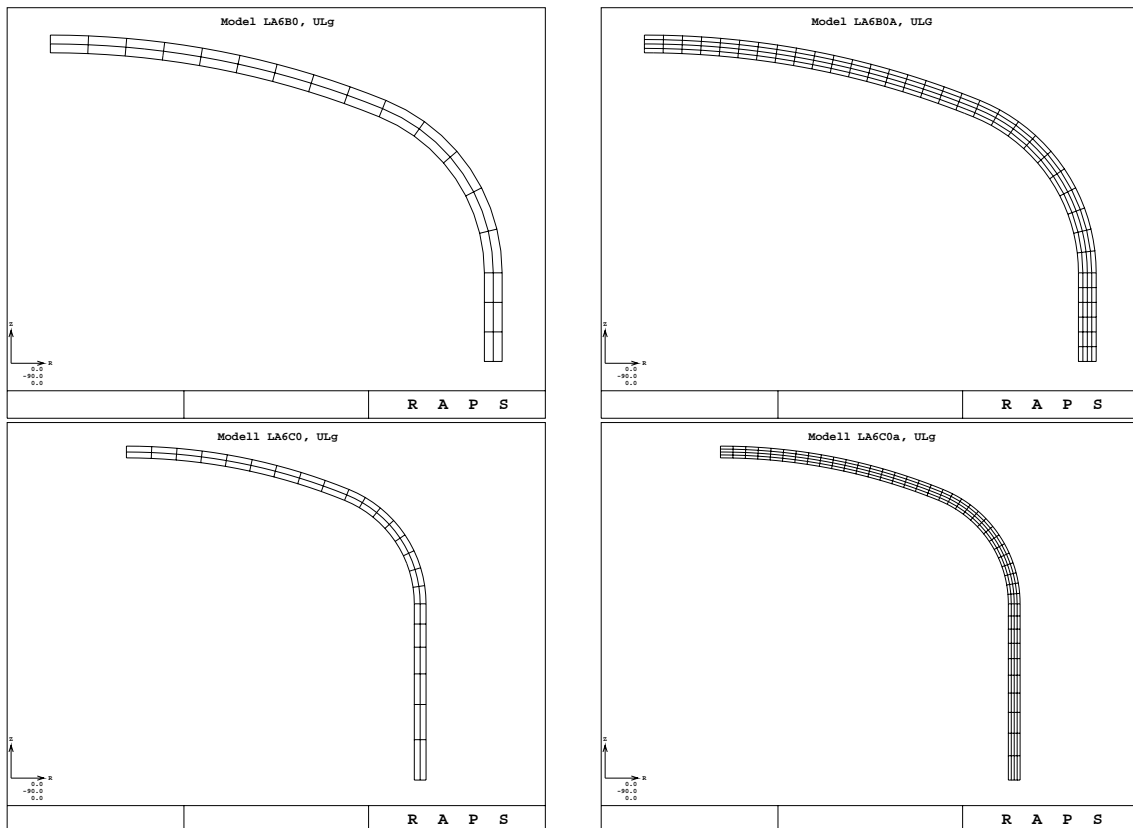 Model LA6B0, ULg
Z
R
0.0
-90.0
0.0
R A P S
Model LA6B0A, ULG
Z
R
0.0
-90.0
0.0
R A P S
Modell LA6C0, ULg
Z
R
0.0
-90.0
0.0
R A P S
Modell LA6C0a, ULg
Z
R
0.0
-90.0
0.0
R A P S